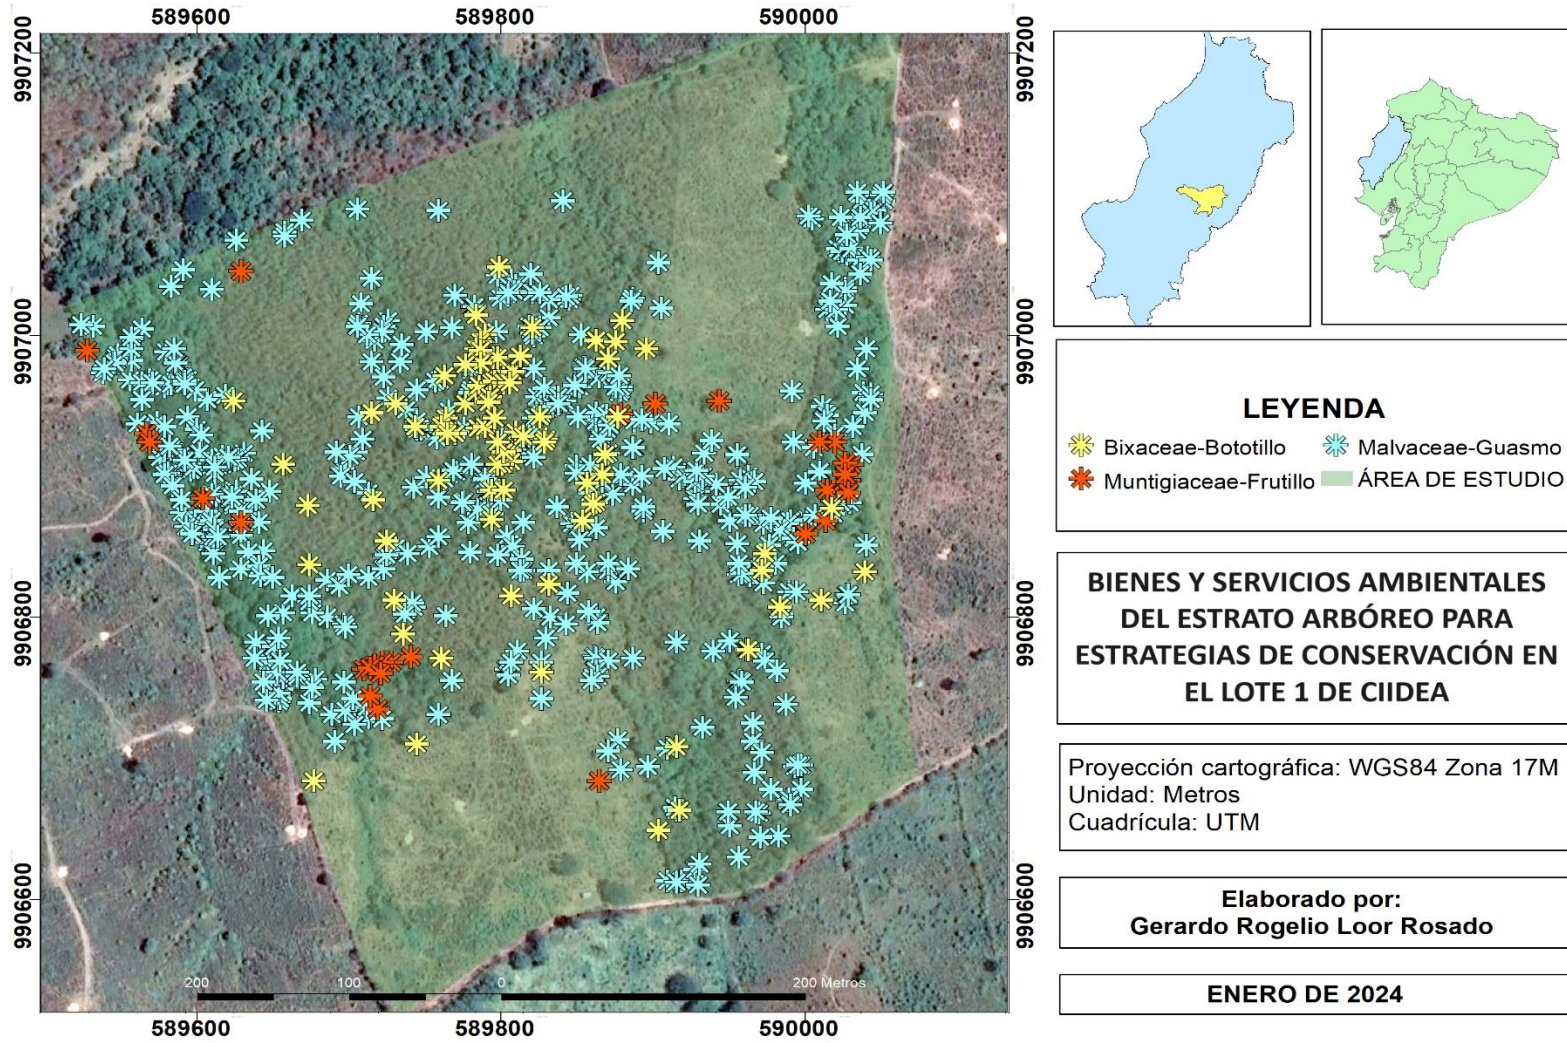 589600 589800 590000
9907200 9907200
9907000 9907000
9906800 9906800
9906600 9906600
200 100 0 200 Metros
589600 589800 590000
LEYENDA
Bixaceae-Bototillo Malvaceae-Guasmo
Muntigiaceae-Frutillo ÁREA DE ESTUDIO
BIENES Y SERVICIOS AMBIENTALES
DEL ESTRATO ARBÓREO PARA
ESTRATEGIAS DE CONSERVACIÓN EN
EL LOTE 1 DE CIIDEA
Proyección cartográfica: WGS84 Zona 17M
Unidad: Metros
Cuadrícula: UTM
Elaborado por:
Gerardo Rogelio Loor Rosado
ENERO DE 2024